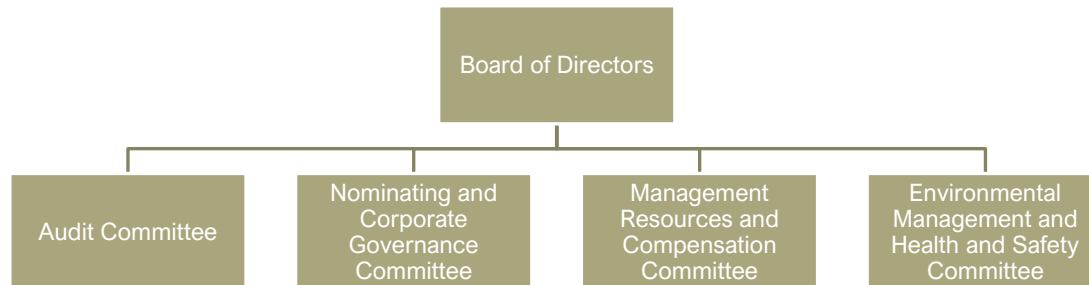 Board of Directors
Audit Committee
Nominating and
Corporate
Governance
Committee
Management
Resources and
Compensation
Committee
Environmental
Management and
Health and Safety
Committee